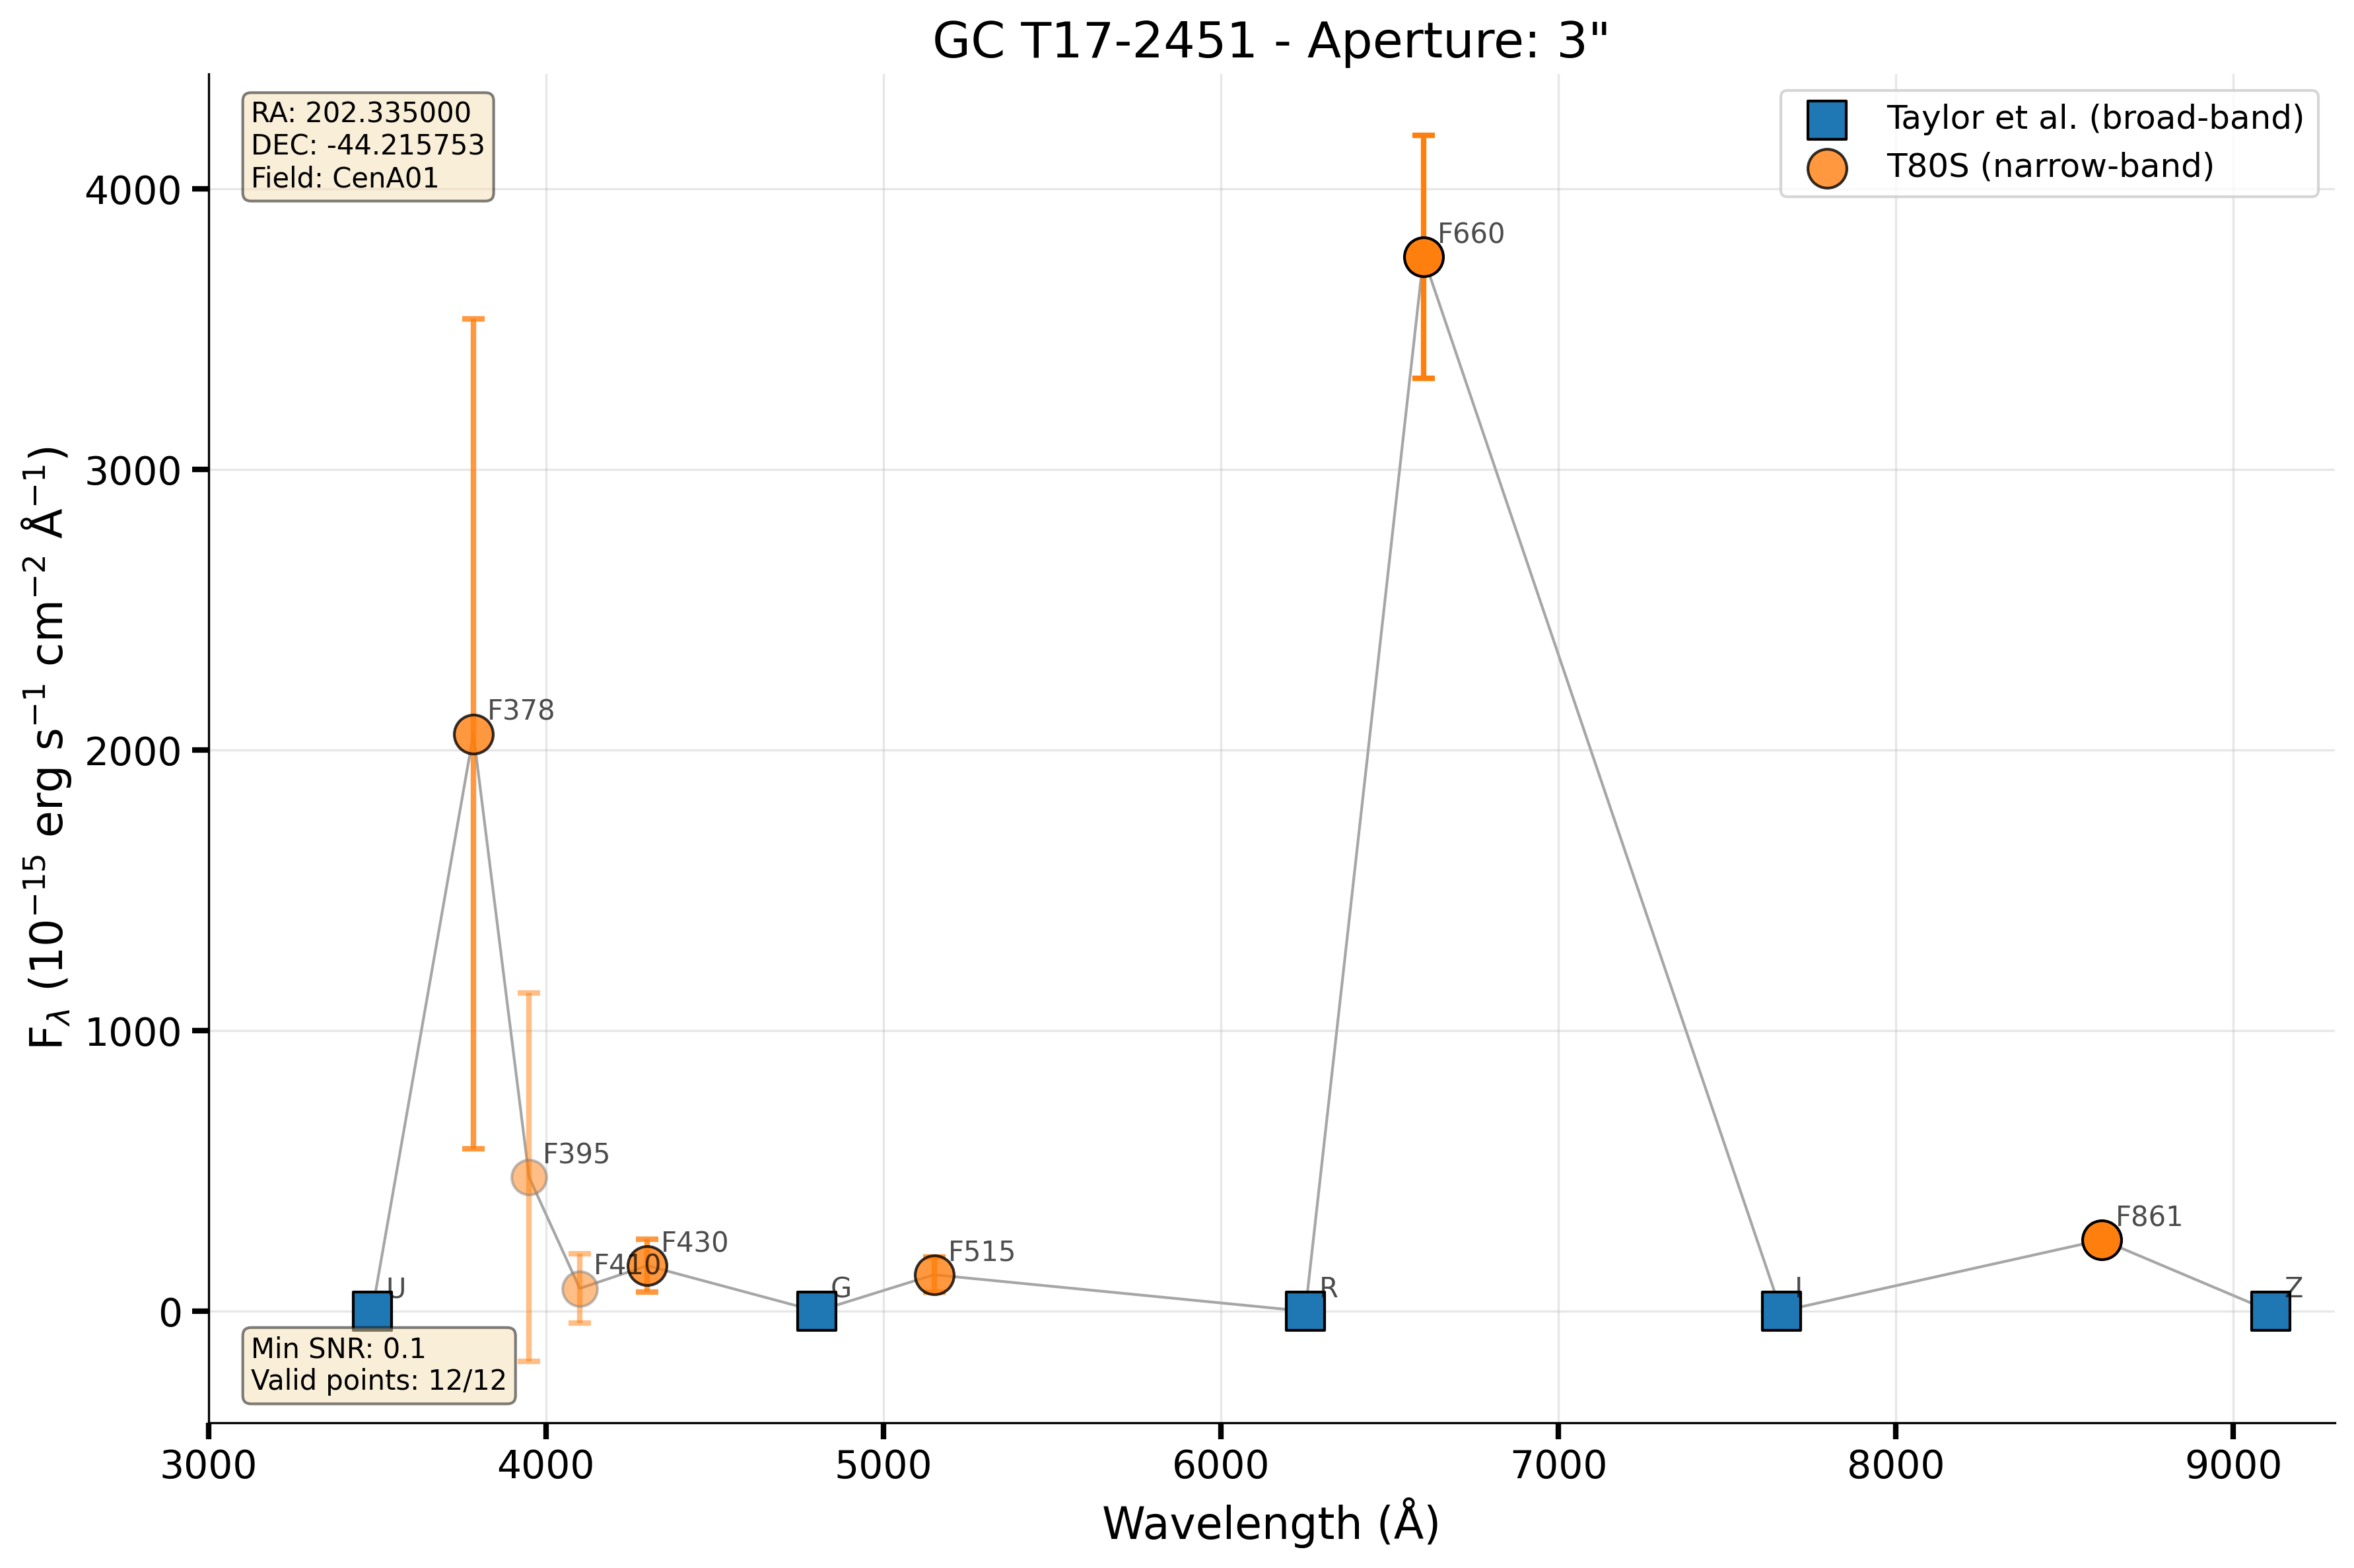 GC T17-2451 - Aperture: 3"
RA: 202.335000
DEC: -44.215753
Field: CenA01
Taylor et al. (broad-band)
T80S (narrow-band)
F660
F378
F395
F410
F430
F515
F861
U
G
R
I
Z
Min SNR: 0.1
Valid points: 12/12
4000
3000
2000
1000
0
F_λ (10⁻¹⁵ erg s⁻¹ cm⁻² Å⁻¹)
3000 4000 5000 6000 7000 8000 9000
Wavelength (Å)